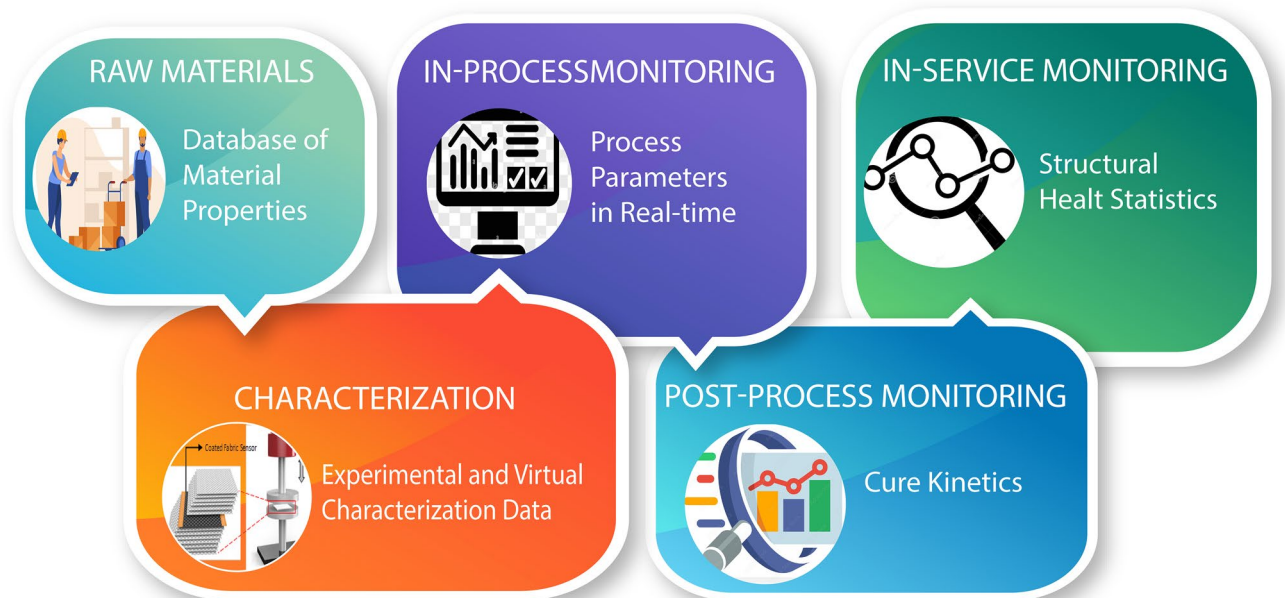 RAW MATERIALS
Database of
Material
Properties
IN-PROCESSMONITORING
Process
Parameters
in Real-time
IN-SERVICE MONITORING
Structural
Healt Statistics
CHARACTERIZATION
Coated Fabric Sensor
Experimental and Virtual
Characterization Data
POST-PROCESS MONITORING
Cure Kinetics